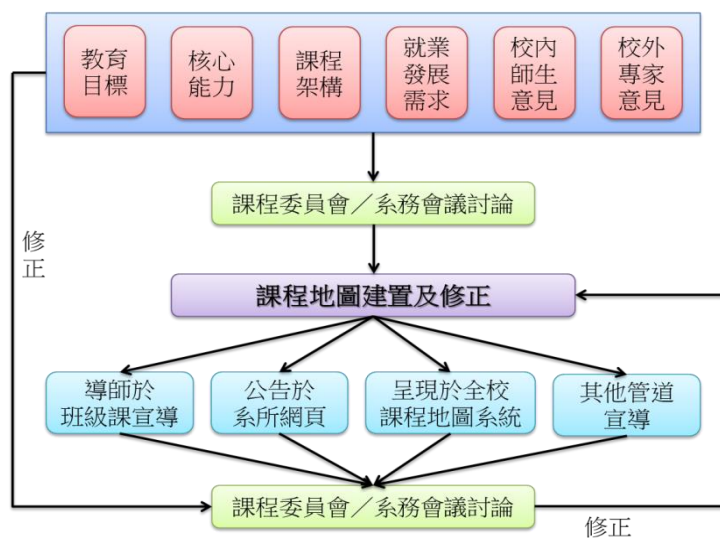 教育
目標
核心
能力
課程
架構
就業
發展
需求
校內
師生
意見
校外
專家
意見
課程委員會／系務會議討論
修
正
課程地圖建置及修正
導師於
班級課宣導
公告於
系所網頁
呈現於全校
課程地圖系統
其他管道
宣導
課程委員會／系務會議討論
修正